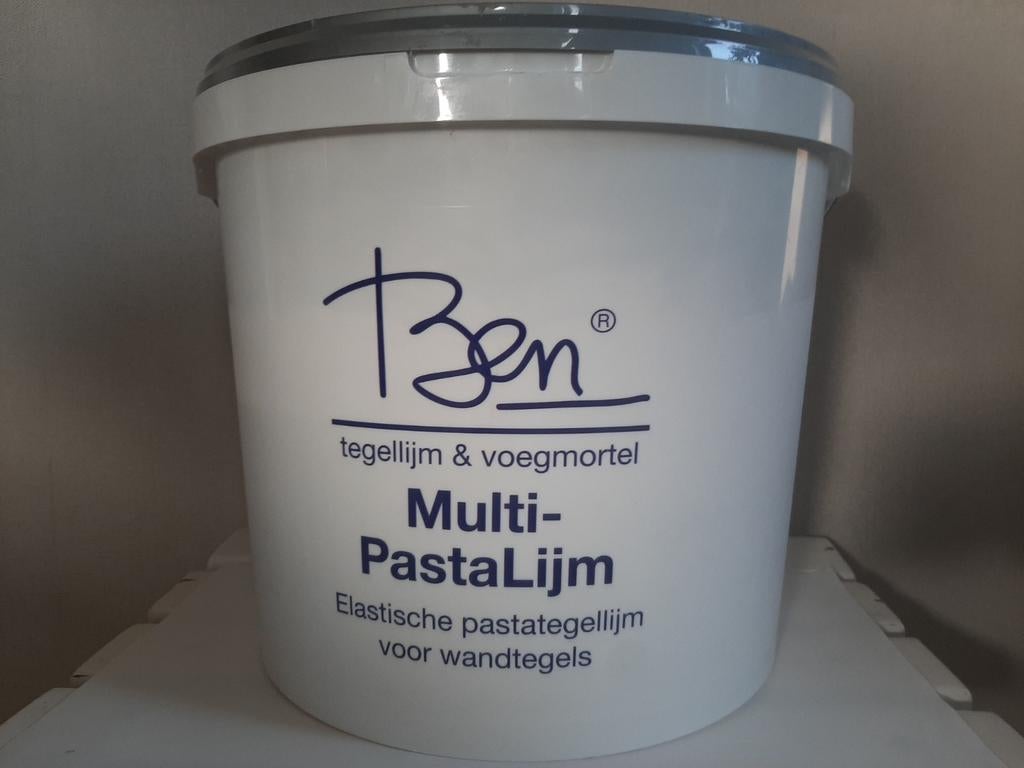 Ben®
tegellijm & voegmortel
Multi-
PastaLijm
Elastische pastategellijm
voor wandtegels